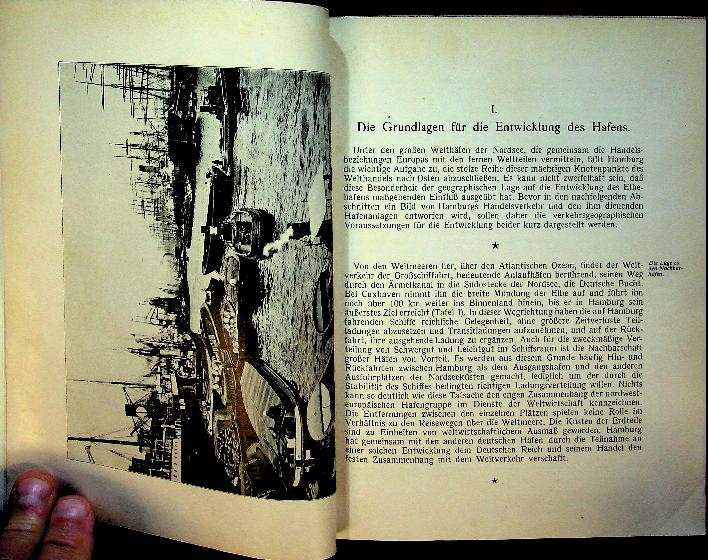 I.
Die Grundlagen für die Entwicklung des Hafens.
Unter den großen Welthäfen der Nordsee, die gemeinsam die Handels-
beziehungen Europas mit den fernen Weltteilen vermitteln, fällt Hamburg
die wichtige Aufgabe zu, die stolze Reihe dieser mächtigen Knotenpunkte des
Welthandels nach Osten abzuschließen. Es kann nicht zweifelhaft sein, daß
diese Besonderheit der geographischen Lage auf die Entwicklung des Elbe-
hafens maßgebenden Einfluß ausgeübt hat. Bevor in den nachfolgenden Ab-
schnitten ein Bild von Hamburgs Handelsverkehr und den ihm dienenden
Hafenanlagen entworfen wird, sollen daher die verkehrsgeographischen
Voraussetzungen für die Entwicklung beider kurz dargestellt werden.
Von den Weltmeeren her, über den Atlantischen Ozean, findet der Welt-
verkehr der Großschiffahrt, bedeutende Anlaufhäfen berührend, seinen Weg
durch den Ärmelkanal in die Südostecke der Nordsee, die Deutsche Bucht.
Bei Cuxhaven nimmt ihn die breite Mündung der Elbe auf und führt ihn
noch über 100 km weiter ins Binnenland hinein, bis er in Hamburg sein
äußerstes Ziel erreicht (Tafel 1). In dieser Wegrichtung haben die auf Hamburg
fahrenden Schiffe reichliche Gelegenheit, ohne größere Zeitverluste Teil-
ladungen abzusetzen und Transitladungen aufzunehmen, und auf der Rück-
fahrt, ihre ausgehende Ladung zu ergänzen. Auch für die zweckmäßige Ver-
teilung von Schwergut und Leichtgut im Schiffsraum ist die Nachbarschaft
großer Häfen von Vorteil. Es werden aus diesem Grunde häufig Hin- und
Rückfahrten zwischen Hamburg als dem Ausgangshafen und den anderen
Ausfuhrplätzen der Nordseeküsten gemacht, lediglich um der durch die
Stabilität des Schiffes bedingten richtigen Ladungsverteilung willen. Nichts
kann so deutlich wie diese Tatsache den engen Zusammenhang der nordwest-
europäischen Hafengruppe im Dienste der Weltwirtschaft kennzeichnen.
Die Entfernungen zwischen den einzelnen Plätzen spielen keine Rolle im
Verhältnis zu den Reisewegen über die Weltmeere. Die Küsten der Erdteile
sind zu Einheiten von weltwirtschaftlichem Ausmaß geworden. Hamburg
hat gemeinsam mit den anderen deutschen Häfen durch die Teilnahme an
einer solchen Entwicklung dem Deutschen Reich und seinem Handel den
festen Zusammenhang mit dem Weltverkehr verschafft.
Die Lage zu
den Nachbar-
häfen.